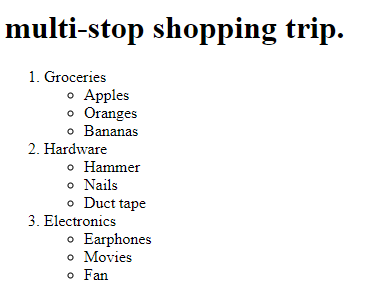 multi-stop shopping trip.
1. Groceries
Apples
Oranges
Bananas
2. Hardware
Hammer
Nails
Duct tape
3. Electronics
Earphones
Movies
Fan